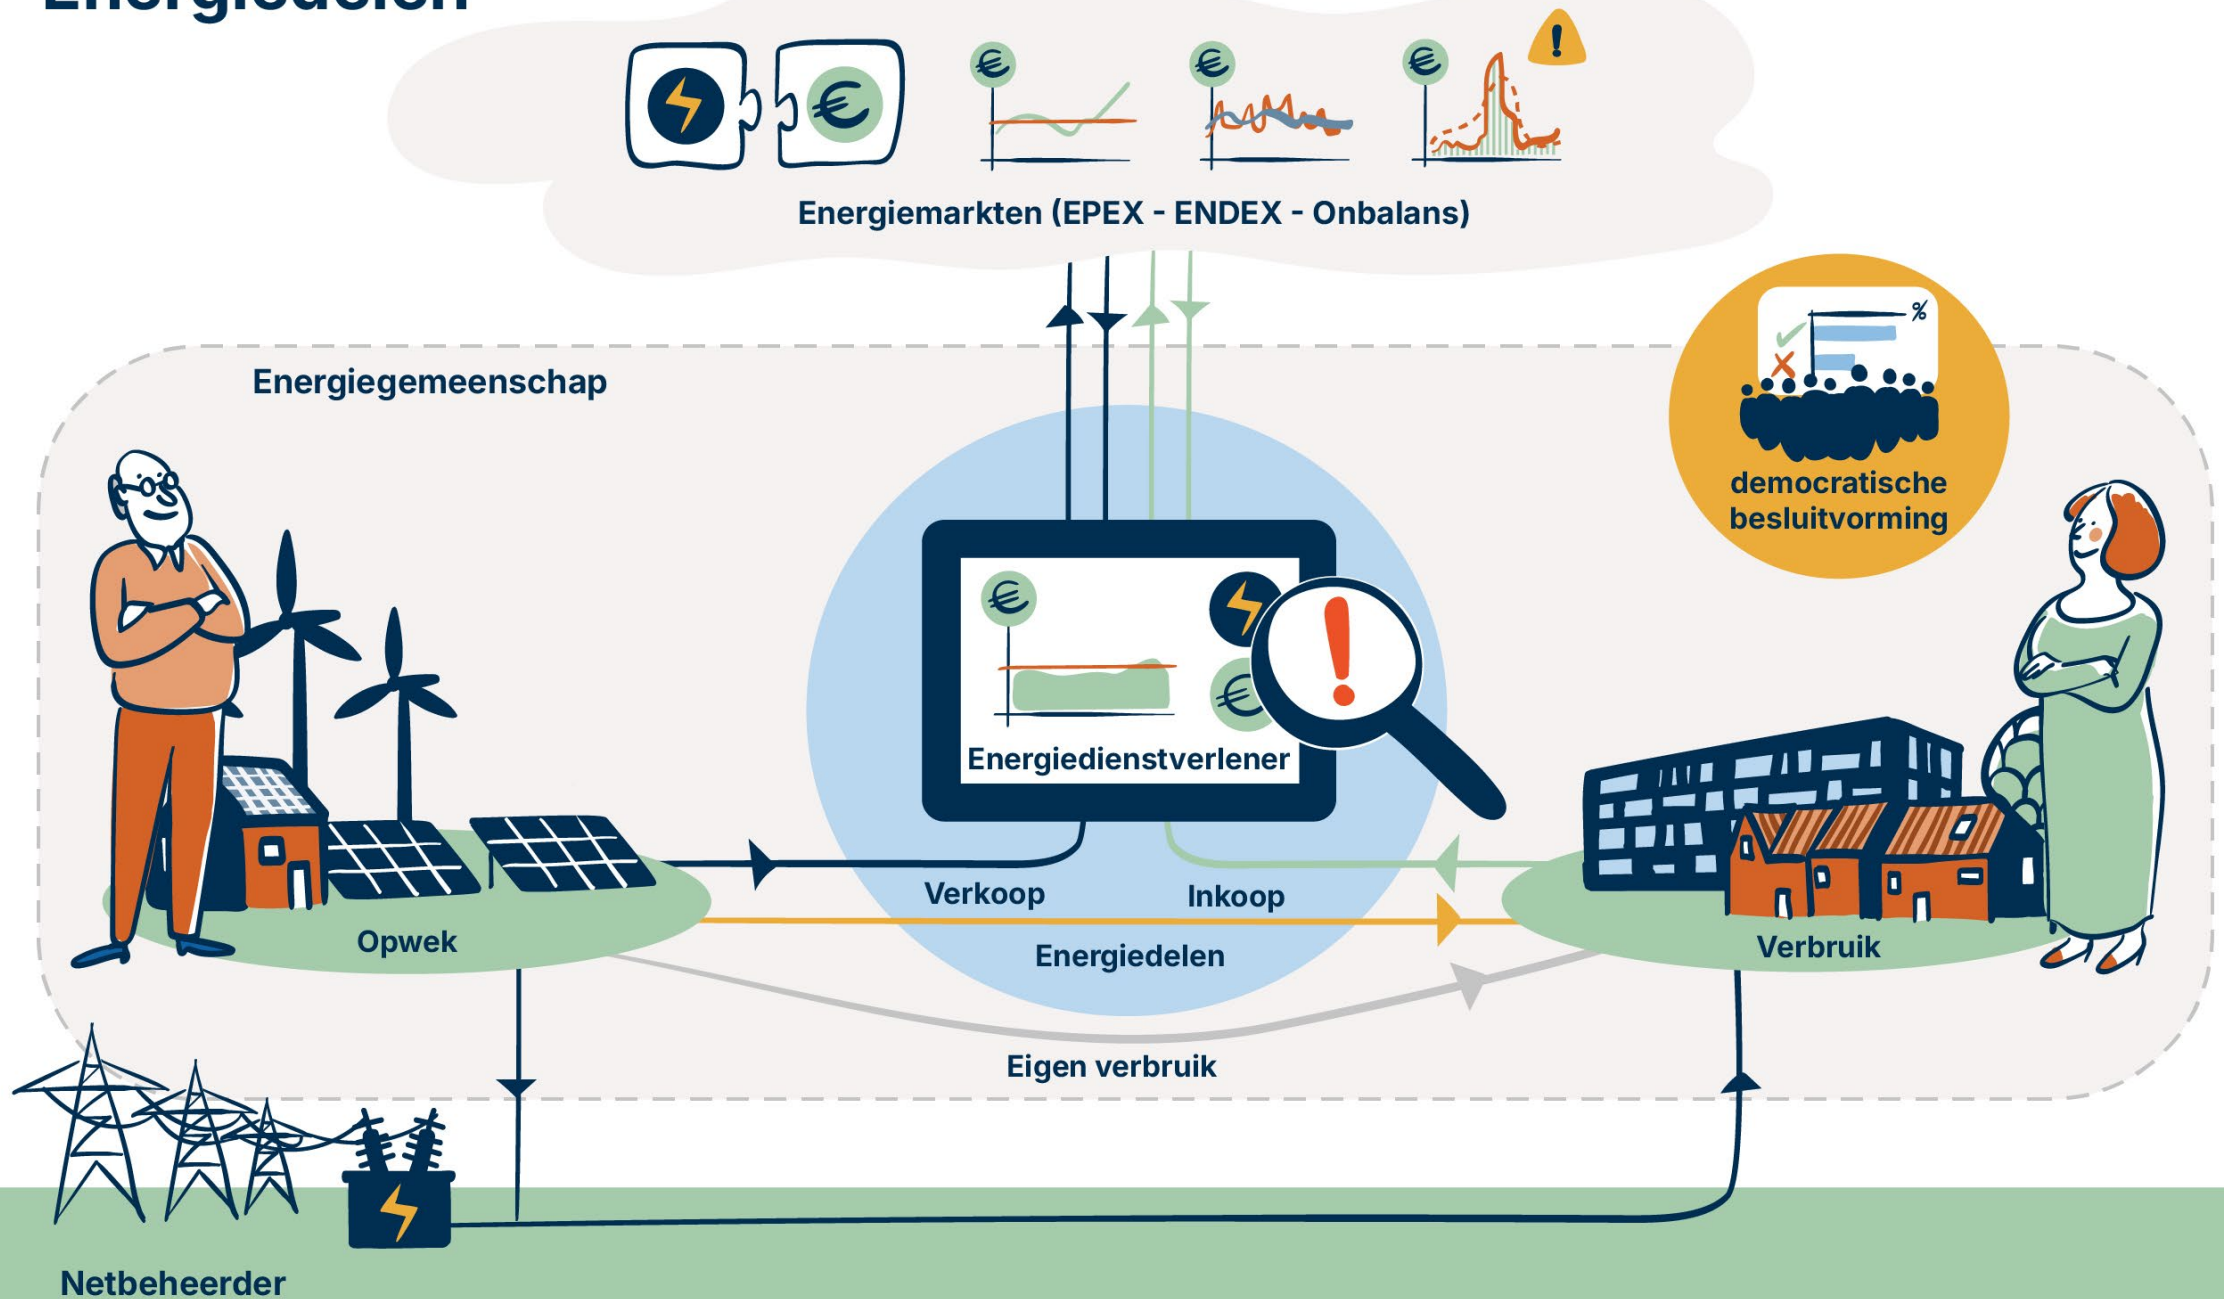 Energiedelen
Energiemarkten (EPEX - ENDEX - Onbalans)
Energiegemeenschap
%
democratische
besluitvorming
Energiedienstverlener
Verkoop
Inkoop
Energiedelen
Opwek
Verbruik
Eigen verbruik
Netbeheerder